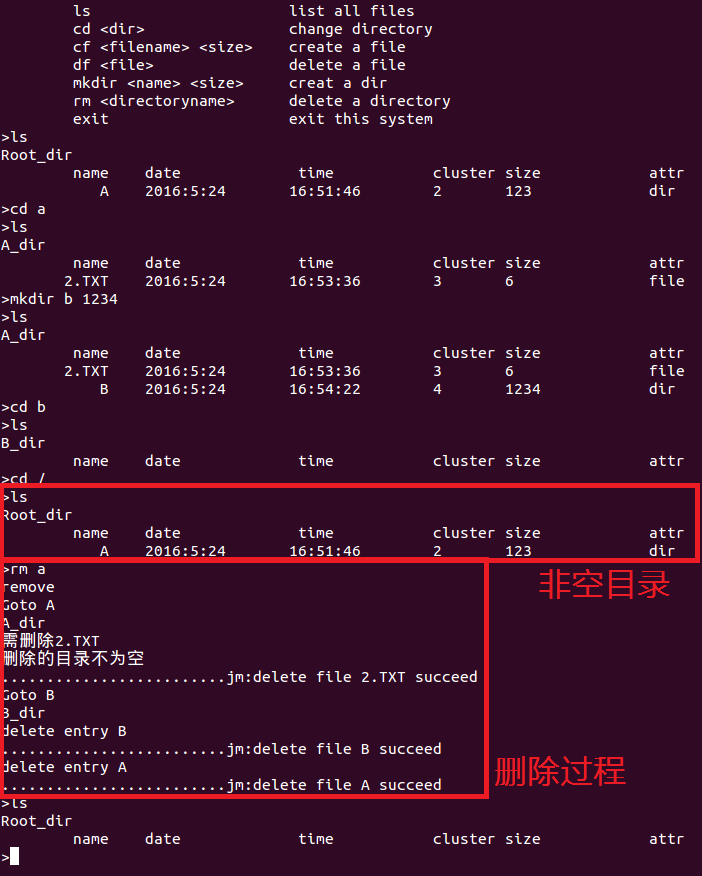 ls list all files
cd <dir> change directory
cf <filename> <size> create a file
df <file> delete a file
mkdir <name> <size> creat a dir
rm <directoryname> delete a directory
exit exit this system
>ls
Root_dir
name date time cluster size attr
A 2016:5:24 16:51:46 2 123 dir
>cd a
>ls
A_dir
name date time cluster size attr
2.TXT 2016:5:24 16:53:36 3 6 file
>mkdir b 1234
>ls
A_dir
name date time cluster size attr
2.TXT 2016:5:24 16:53:36 3 6 file
B 2016:5:24 16:54:22 4 1234 dir
>cd b
>ls
B_dir
name date time cluster size attr
>cd /
>ls
Root_dir
name date time cluster size attr
A 2016:5:24 16:51:46 2 123 dir
非空目录
>rm a
remove
Goto A
A_dir
需删除2.TXT
删除的目录不为空
.........................jm:delete file 2.TXT succeed
Goto B
B_dir
delete entry B
.........................jm:delete file B succeed
delete entry A
.........................jm:delete file A succeed
删除过程
>ls
Root_dir
name date time cluster size attr
>